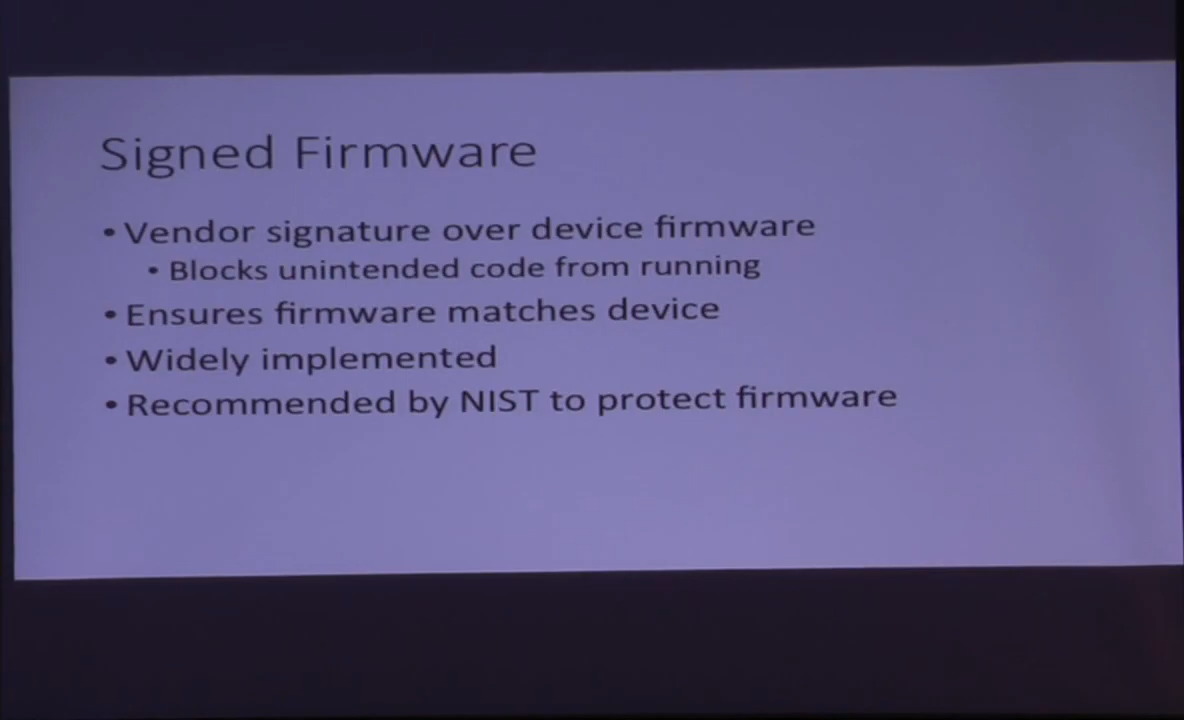 Signed Firmware
• Vendor signature over device firmware
• Blocks unintended code from running
• Ensures firmware matches device
• Widely implemented
• Recommended by NIST to protect firmware